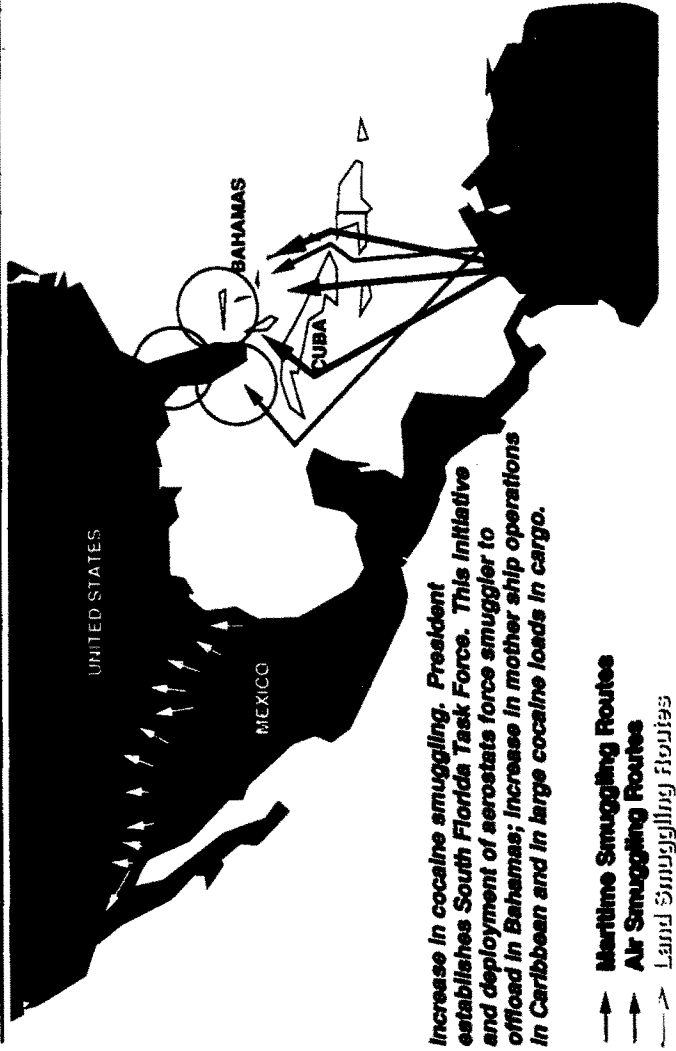 UNITED STATES
MEXICO
BAHAMAS
CUBA
Increase in cocaine smuggling. President
establishes South Florida Task Force. This initiative
and deployment of aerostats force smuggler to
offload in Bahamas; increase in mother ship operations
in Caribbean and in large cocaine loads in cargo.
Maritime Smuggling Routes
Air Smuggling Routes
Land Smuggling Routes